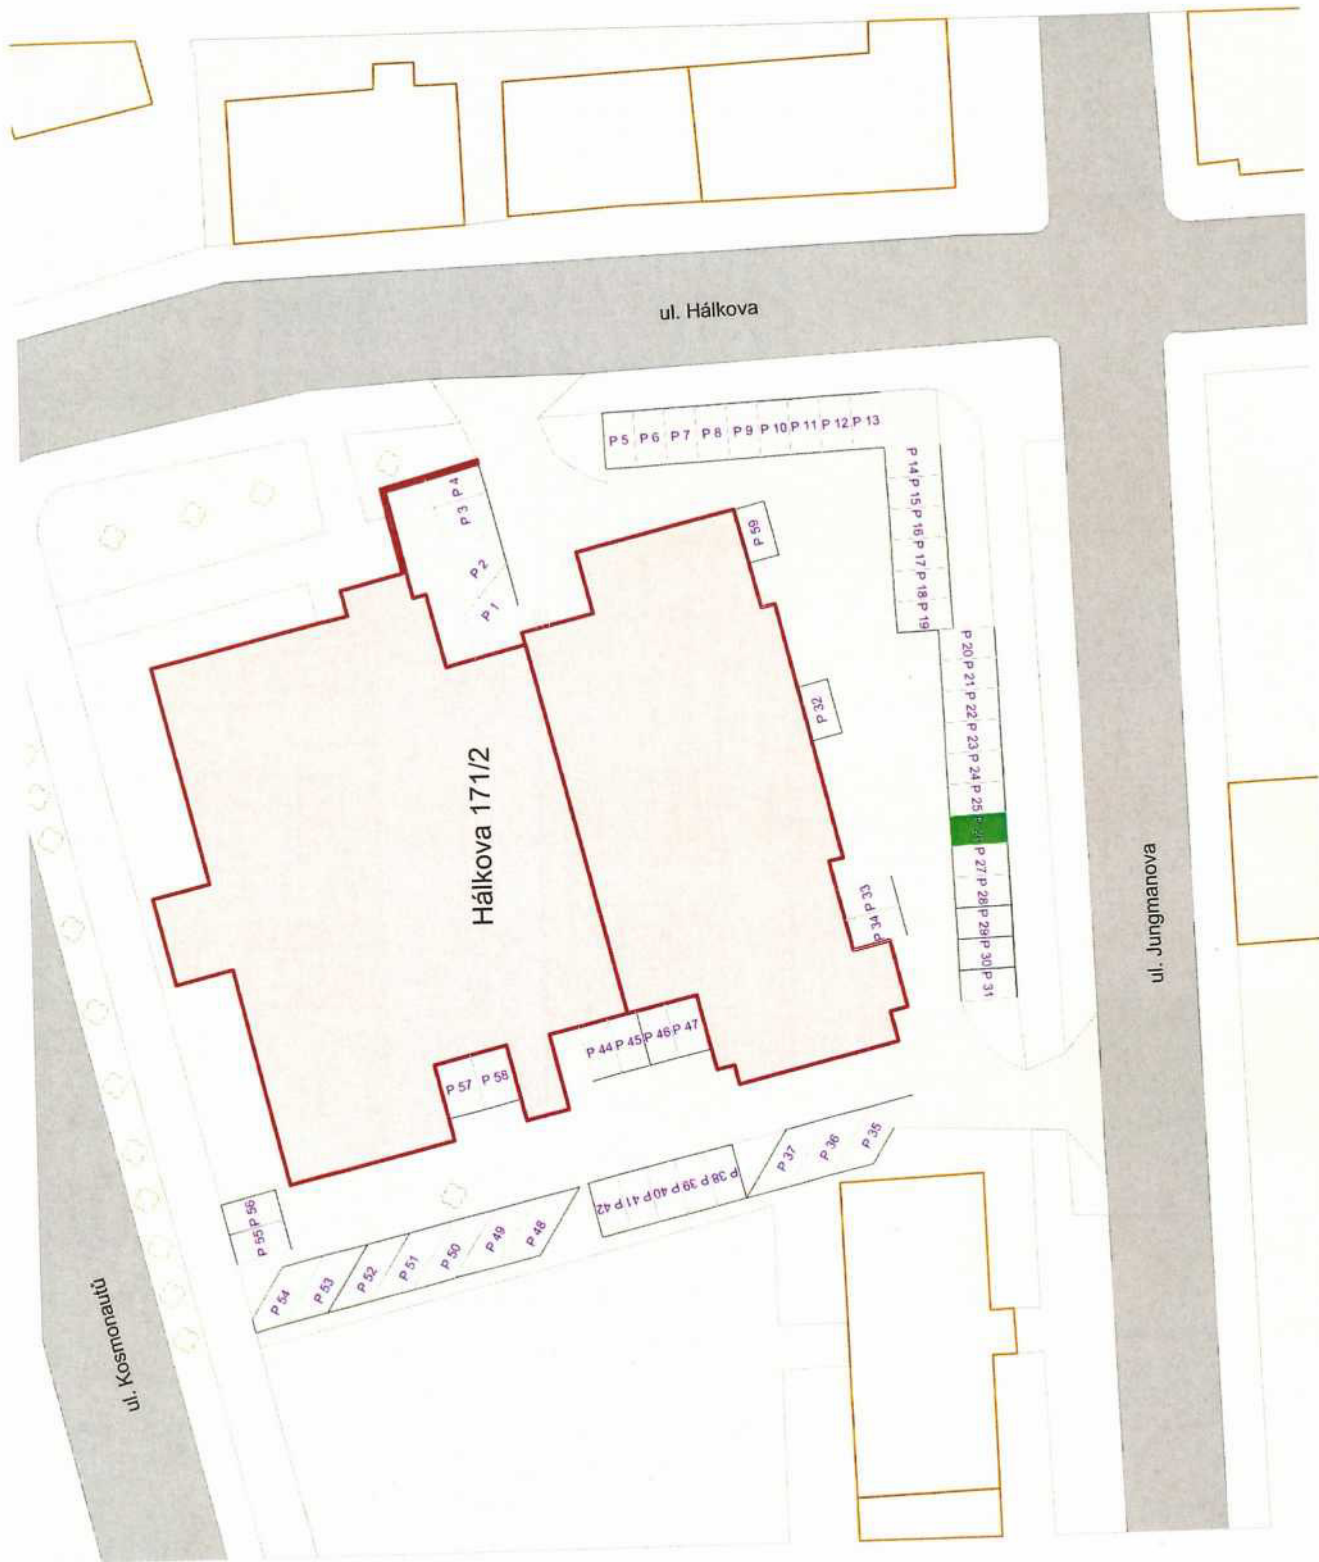 ul. Hálkova
P 5
P 6
P 7
P 8
P 9
P 10
P 11
P 12
P 13
P 14
P 15
P 16
P 17
P 18
P 19
P 4
P 3
P 2
P 1
P 59
P 20
P 21
P 22
P 23
P 24
P 25
P 26
P 27
P 28
P 29
P 30
P 31
P 32
Hálkova 171/2
P 33
P 34
ul. Jungmanova
P 44
P 45
P 46
P 47
P 57
P 58
P 35
P 36
P 37
P 38
P 39
P 40
P 41
P 42
P 56
P 55
P 48
P 49
P 50
P 51
P 52
P 53
P 54
ul. Kosmonautů